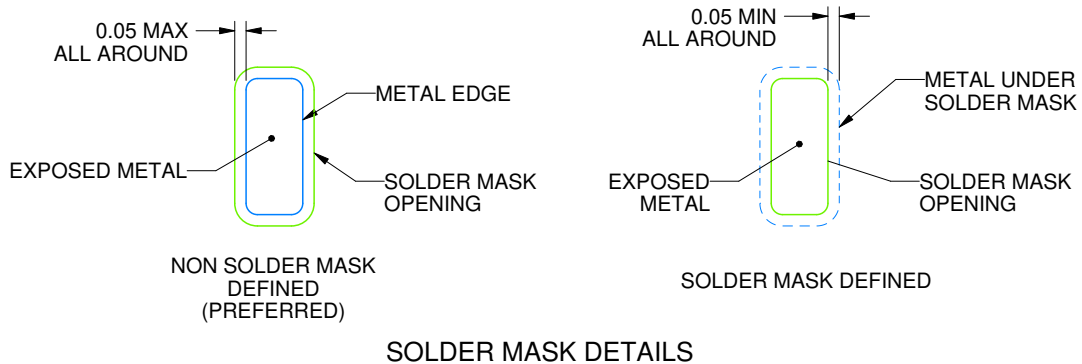 0.05 MAX
ALL AROUND
METAL EDGE
EXPOSED METAL
SOLDER MASK
OPENING
NON SOLDER MASK
DEFINED
(PREFERRED)
0.05 MIN
ALL AROUND
METAL UNDER
SOLDER MASK
EXPOSED
METAL
SOLDER MASK
OPENING
SOLDER MASK DEFINED
SOLDER MASK DETAILS